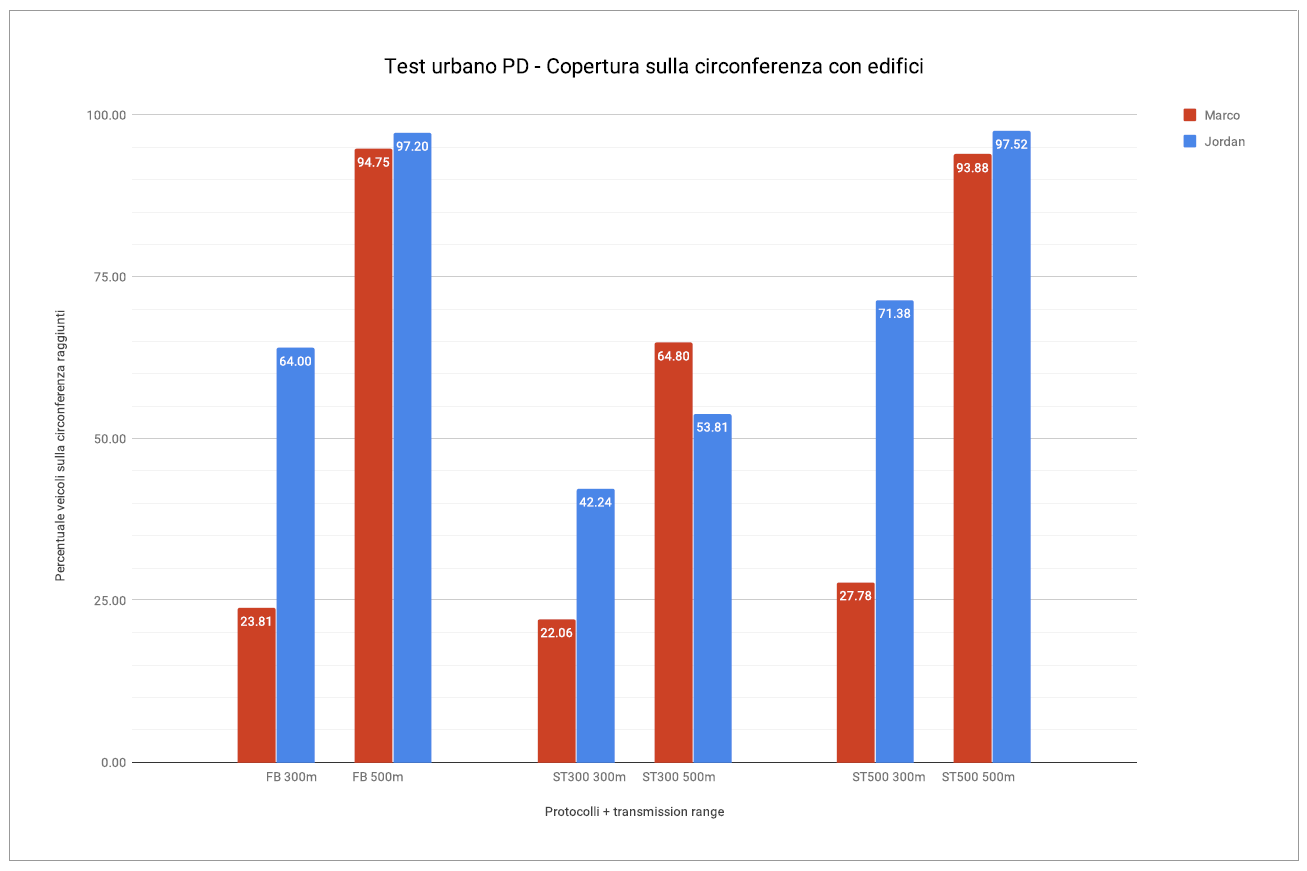 Test urbano PD - Copertura sulla circonferenza con edifici
Marco
Jordan
Percentuale veicoli sulla circonferenza raggiunti
100.00
75.00
50.00
25.00
0.00
23.81
64.00
94.75
97.20
22.06
42.24
64.80
53.81
27.78
71.38
93.88
97.52
FB 300m
FB 500m
ST300 300m
ST300 500m
ST500 300m
ST500 500m
Protocolli + transmission range